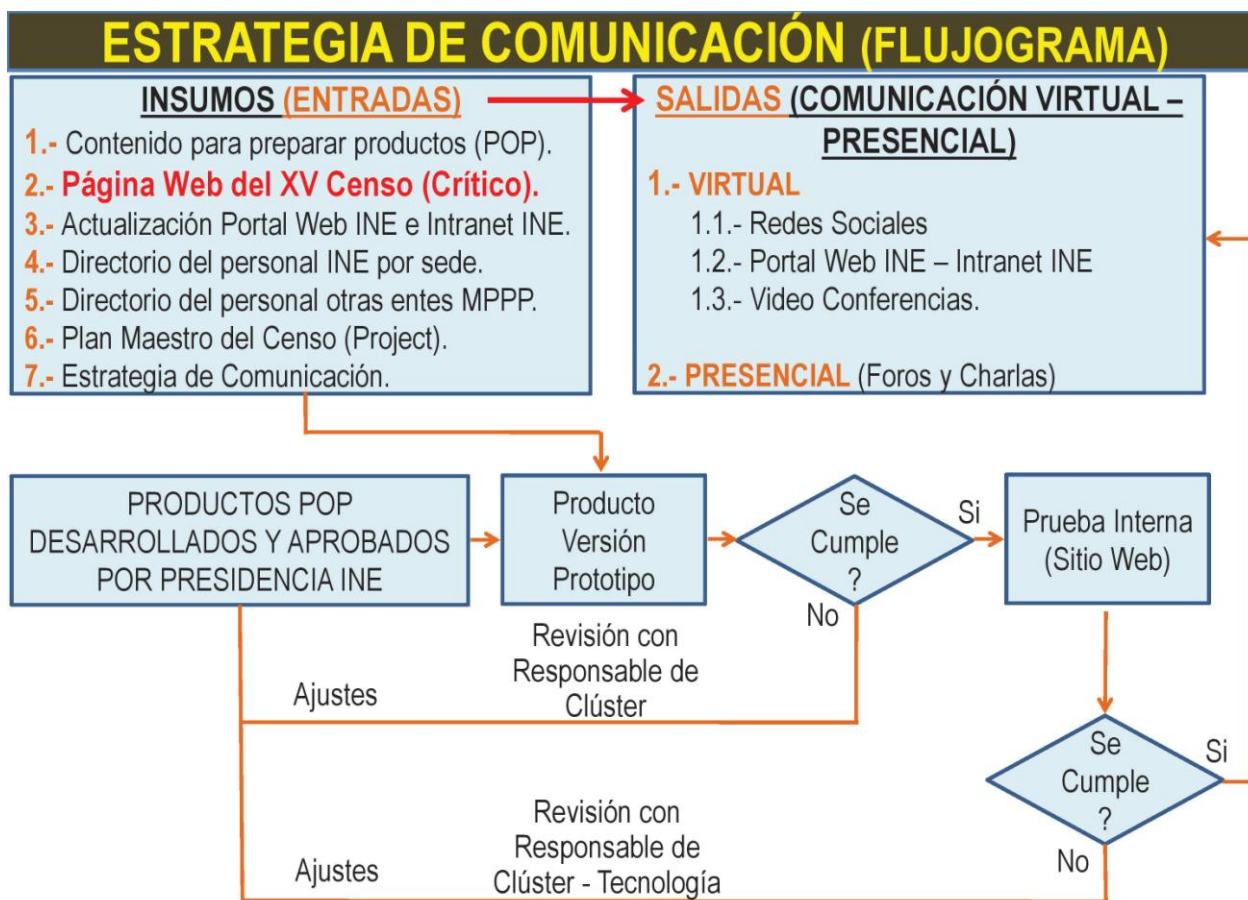 ESTRATEGIA DE COMUNICACIÓN (FLUJOGRAMA)
INSUMOS (ENTRADAS)
1.- Contenido para preparar productos (POP).
2.- Página Web del XV Censo (Crítico).
3.- Actualización Portal Web INE e Intranet INE.
4.- Directorio del personal INE por sede.
5.- Directorio del personal otras entes MPPP.
6.- Plan Maestro del Censo (Project).
7.- Estrategia de Comunicación.
SALIDAS (COMUNICACIÓN VIRTUAL –
PRESENCIAL)
1.- VIRTUAL
1.1.- Redes Sociales
1.2.- Portal Web INE – Intranet INE
1.3.- Video Conferencias.
2.- PRESENCIAL (Foros y Charlas)
PRODUCTOS POP
DESARROLLADOS Y APROBADOS
POR PRESIDENCIA INE
Producto
Versión
Prototipo
Se
Cumple
?
Si
No
Prueba Interna
(Sitio Web)
Revisión con
Responsable de
Clúster
Ajustes
Se
Cumple
?
Si
No
Revisión con
Responsable de
Clúster - Tecnología
Ajustes